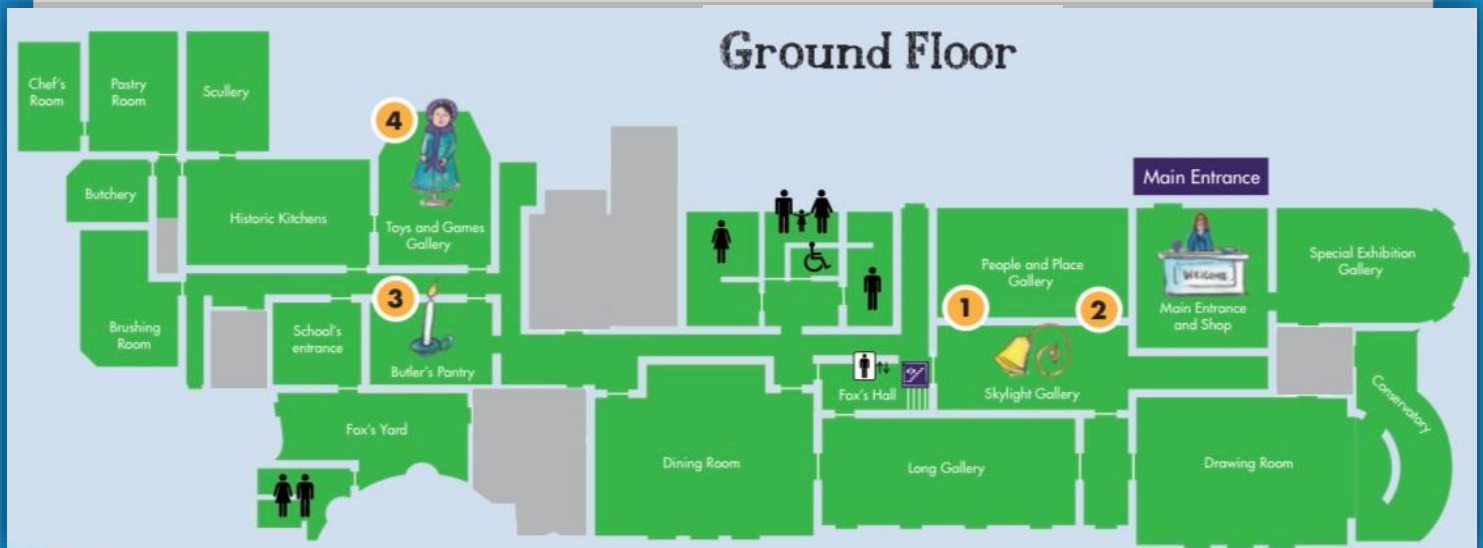 Ground Floor
Chef's
Room
Pastry
Room
Scullery
4
Main Entrance
Butchery
Historic Kitchens
Toys and Games
Gallery
People and Place
Gallery
WELCOME
Main Entrance
and Shop
Special Exhibition
Gallery
Brushing
Room
School's
entrance
3
Butler's Pantry
1
2
Fox's Hall
Skylight Gallery
Conservatory
Fox's Yard
Dining Room
Long Gallery
Drawing Room